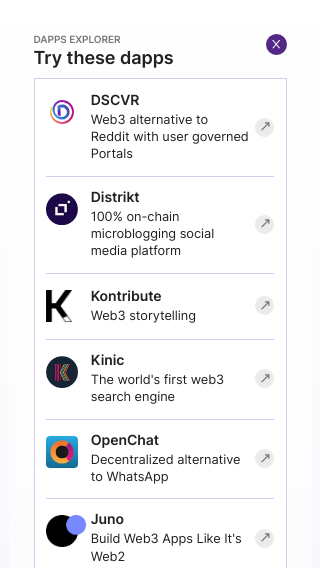 DAPPS EXPLORER
Try these dapps
X
DSCVR
Web3 alternative to
Reddit with user governed
Portals
Distrikt
100% on-chain
microblogging social
media platform
Kontribute
Web3 storytelling
Kinic
The world's first web3
search engine
OpenChat
Decentralized alternative
to WhatsApp
Juno
Build Web3 Apps Like It's
Web2